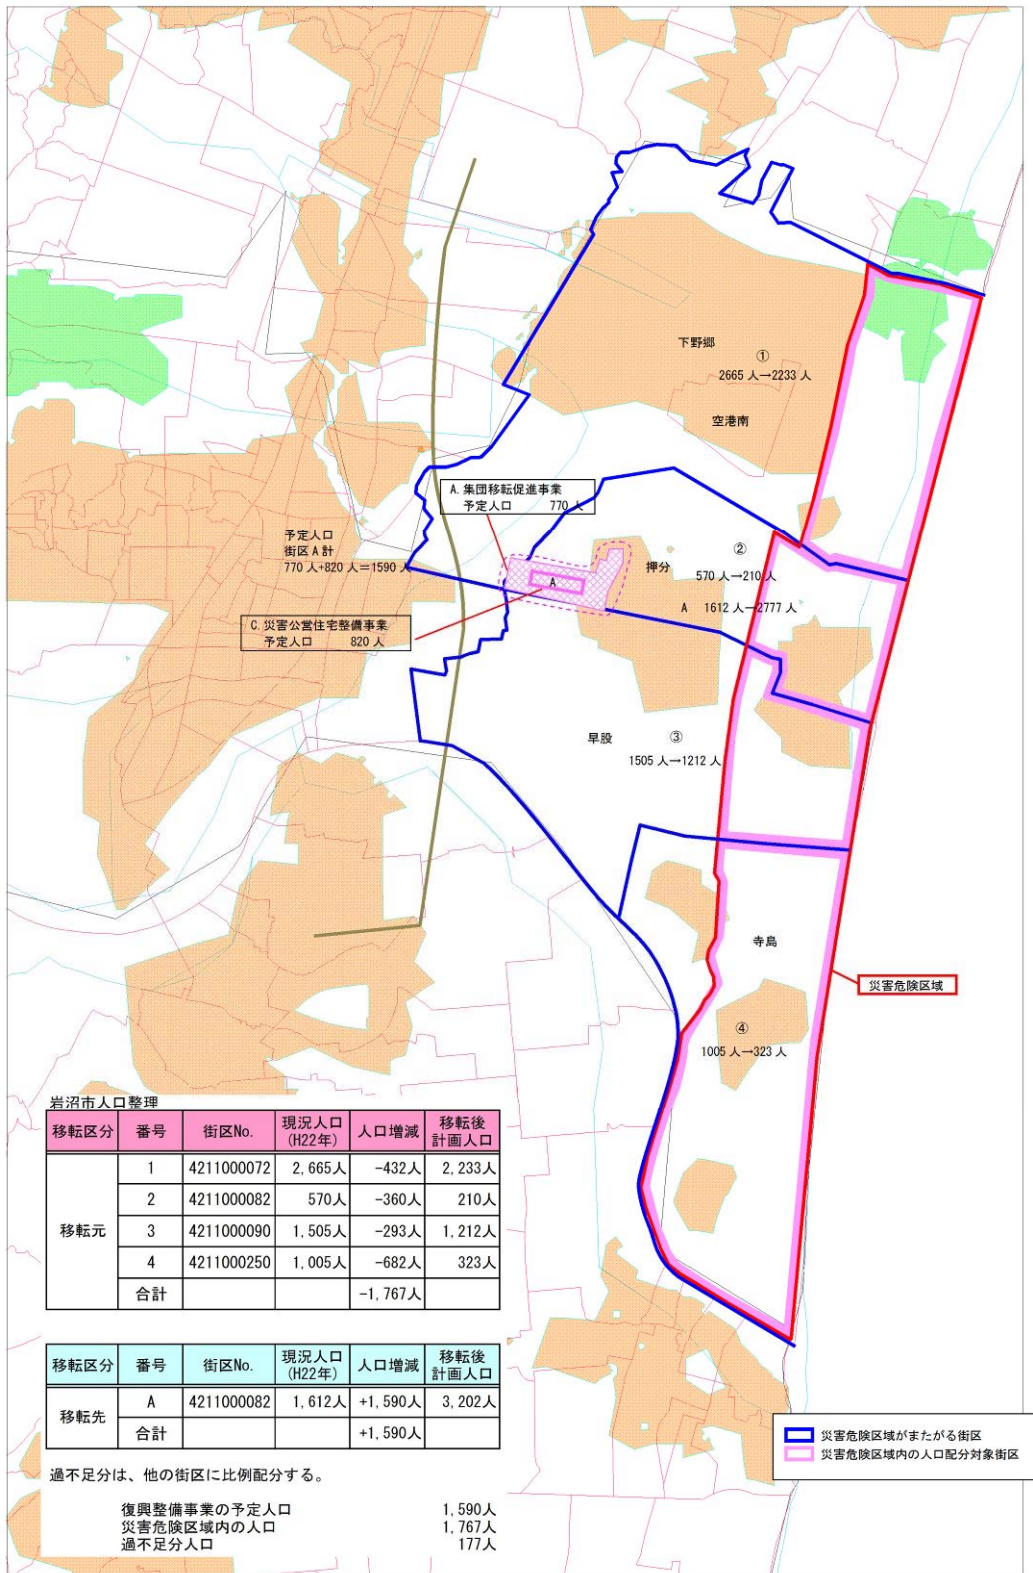 下野郷
①
2665 人→2233 人
空港南
A. 集団移転促進事業
予定人口 770 人
予定人口
街区 A 計
770 人+820 人=1590 人
②
押分
570 人→210 人
A
A 1612 人→2777 人
C. 災害公営住宅整備事業
予定人口 820 人
早股
③
1505 人→1212 人
寺島
災害危険区域
④
1005 人→323 人
岩沼市人口整理
移転区分 番号 街区No. 現況人口 人口増減 移転後
(H22年) 計画人口
1 4211000072 2,665人 -432人 2,233人
2 4211000082 570人 -360人 210人
移転元 3 4211000090 1,505人 -293人 1,212人
4 4211000250 1,005人 -682人 323人
合計 -1,767人
移転区分 番号 街区No. 現況人口 人口増減 移転後
(H22年) 計画人口
移転先 A 4211000082 1,612人 +1,590人 3,202人
合計 +1,590人
災害危険区域がまたがる街区
災害危険区域内の人口配分対象街区
過不足分は、他の街区に比例配分する。
復興整備事業の予定人口 1,590人
災害危険区域内の人口 1,767人
過不足分人口 177人